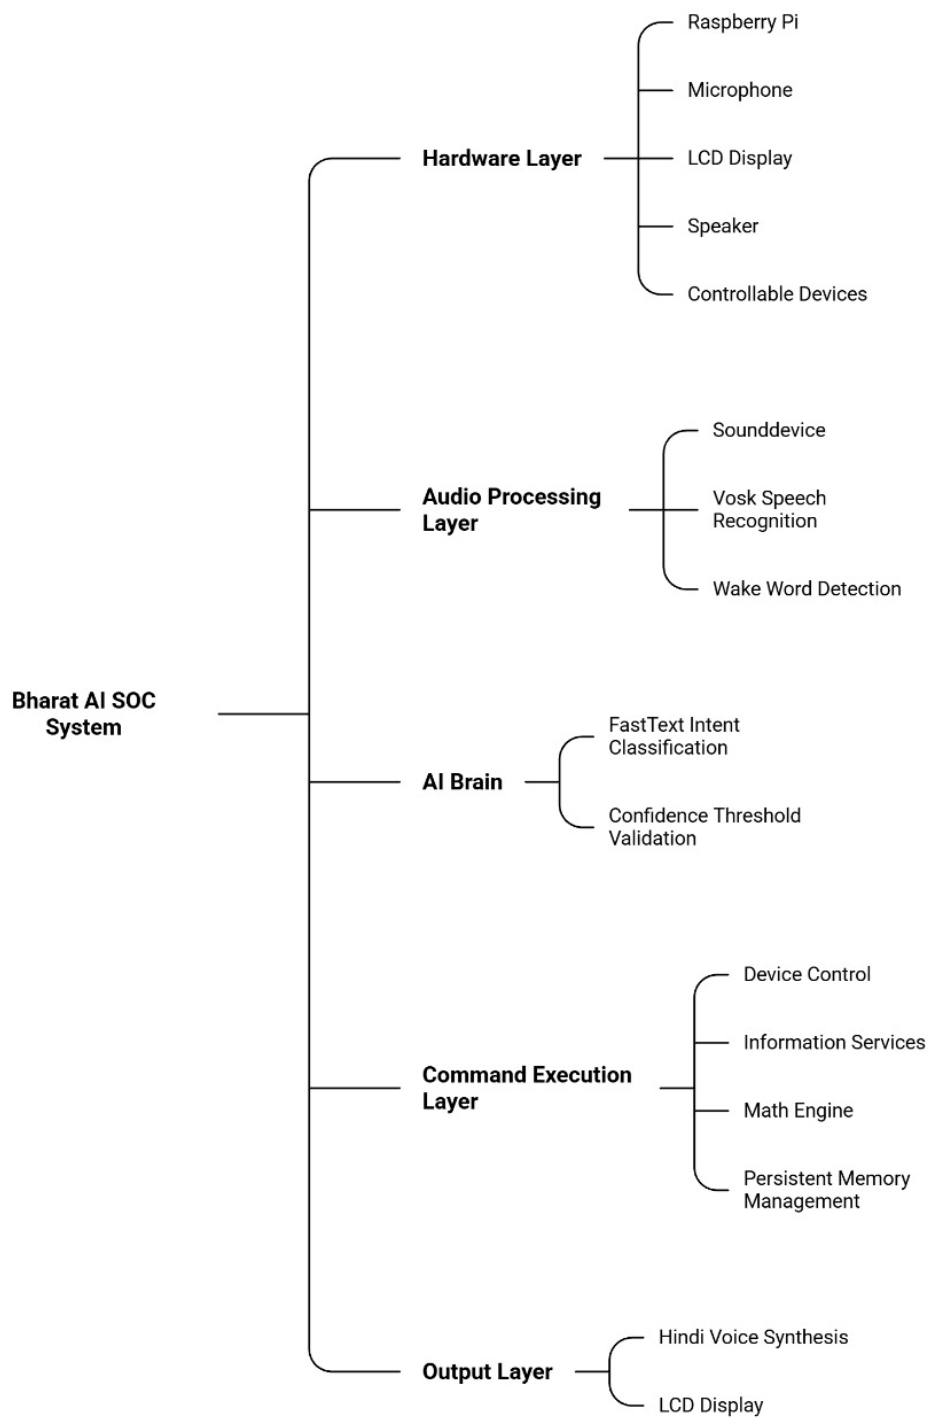 Bharat AI SOC
System
Hardware Layer
Raspberry Pi
Microphone
LCD Display
Speaker
Controllable Devices
Audio Processing
Layer
Sounddevice
Vosk Speech
Recognition
Wake Word Detection
AI Brain
FastText Intent
Classification
Confidence Threshold
Validation
Command Execution
Layer
Device Control
Information Services
Math Engine
Persistent Memory
Management
Output Layer
Hindi Voice Synthesis
LCD Display